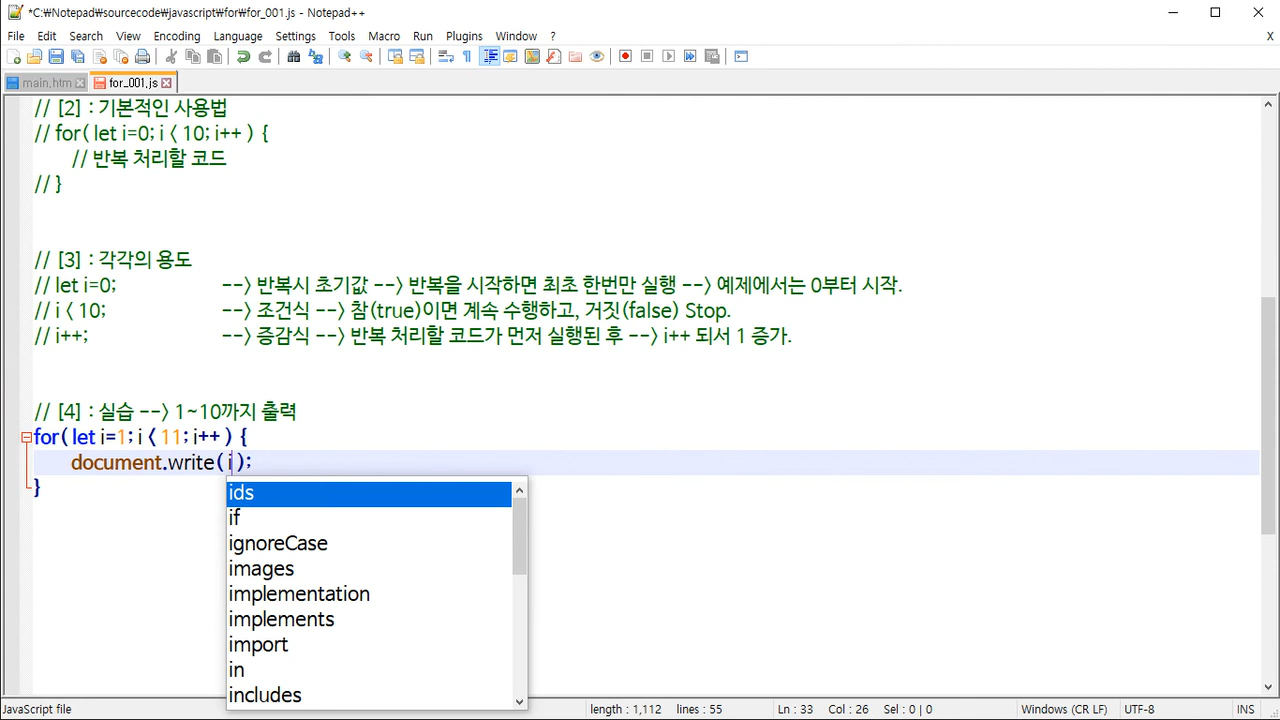 *C:₩Notepad₩sourcecode₩javascript₩for₩for_001.js - Notepad++
File Edit Search View Encoding Language Settings Tools Macro Run Plugins Window ? X
main.htm for_001.js
// [2] : 기본적인 사용법
// for( let i=0; i < 10; i++ ) {
// 반복 처리할 코드
// }
// [3] : 각각의 용도
// let i=0; --> 반복시 초기값 --> 반복을 시작하면 최초 한번만 실행 --> 예제에서는 0부터 시작.
// i < 10; --> 조건식 --> 참(true)이면 계속 수행하고, 거짓(false) Stop.
// i++; --> 증감식 --> 반복 처리할 코드가 먼저 실행된 후 --> i++ 되서 1 증가.
// [4] : 실습 --> 1~10까지 출력
for( let i=1; i < 11; i++ ) {
document.write( i );
}
ids
if
ignoreCase
images
implementation
implements
import
in
includes
JavaScript file length : 1,112 lines : 55 Ln : 33 Col : 26 Sel : 0 | 0 Windows (CR LF) UTF-8 INS